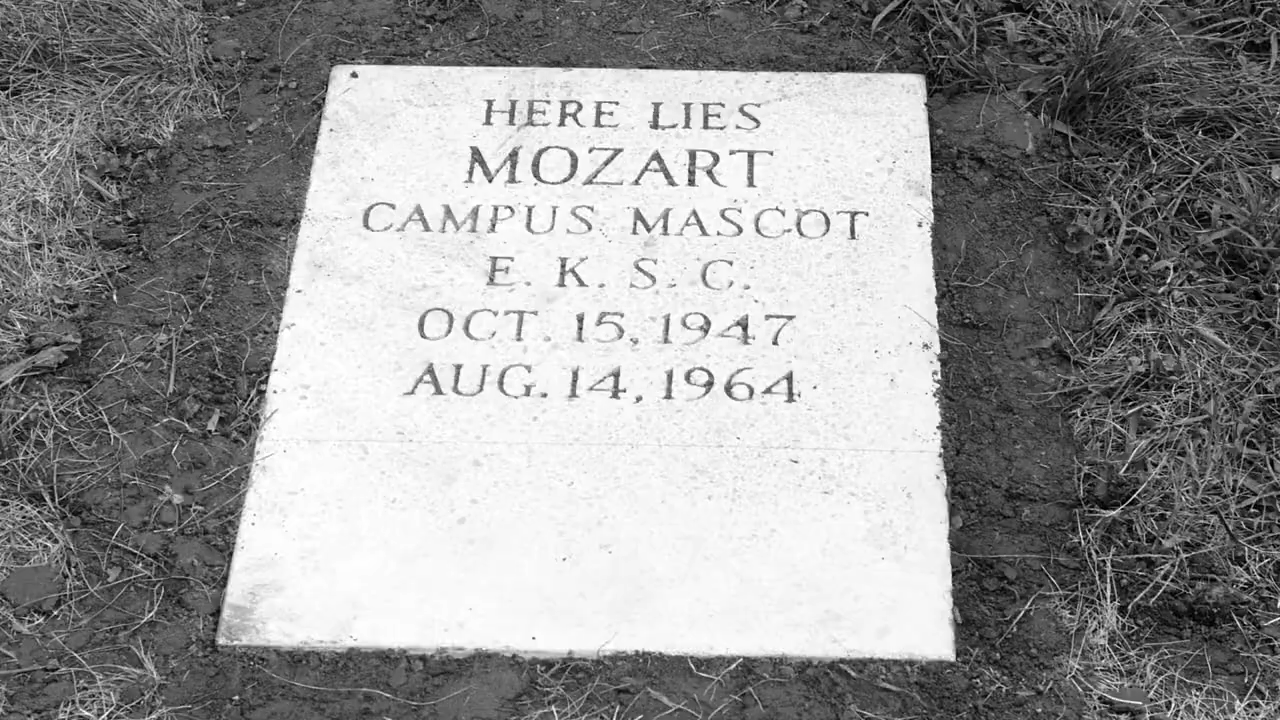 HERE LIES
MOZART
CAMPUS MASCOT
E. K. S. C.
OCT. 15, 1947
AUG. 14, 1964